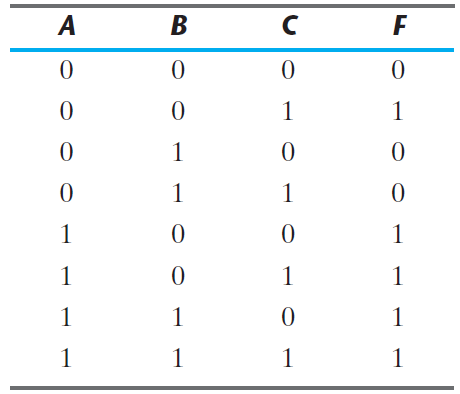 A B C F
0 0 0 0
0 0 1 1
0 1 0 0
0 1 1 0
1 0 0 1
1 0 1 1
1 1 0 1
1 1 1 1